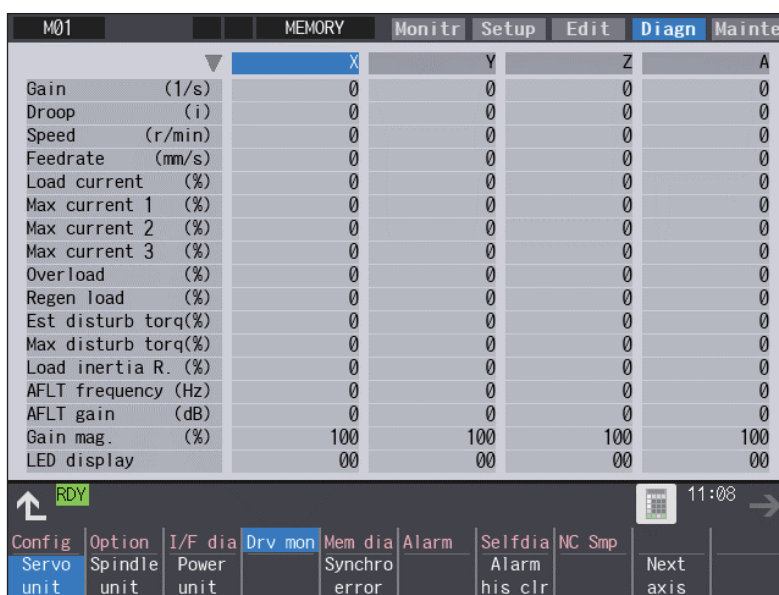 M01 MEMORY Monitr Setup Edit Diagn Mainte
X Y Z A
Gain (1/s) 0 0 0 0
Droop (i) 0 0 0 0
Speed (r/min) 0 0 0 0
Feedrate (mm/s) 0 0 0 0
Load current (%) 0 0 0 0
Max current 1 (%) 0 0 0 0
Max current 2 (%) 0 0 0 0
Max current 3 (%) 0 0 0 0
Overload (%) 0 0 0 0
Regen load (%) 0 0 0 0
Est disturb torq(%) 0 0 0 0
Max disturb torq(%) 0 0 0 0
Load inertia R. (%) 0 0 0 0
AFLT frequency (Hz) 0 0 0 0
AFLT gain (dB) 0 0 0 0
Gain mag. (%) 100 100 100 100
LED display 00 00 00 00
RDY 11:08
Config Option I/F dia Drv mon Mem dia Alarm Selfdia NC Smp
Servo Spindle Power Synchro Alarm Next
unit unit unit error his clr axis